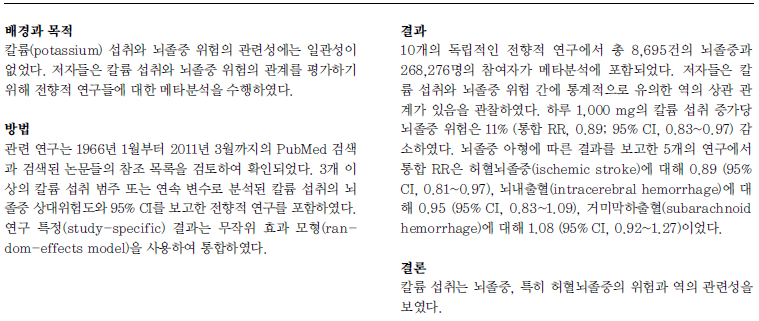 배경과 목적
칼륨(potassium) 섭취와 뇌졸중 위험의 관련성에는 일관성이
없었다. 저자들은 칼륨 섭취와 뇌졸중 위험의 관계를 평가하기
위해 전향적 연구들에 대한 메타분석을 수행하였다.
방법
관련 연구는 1966년 1월부터 2011년 3월까지의 PubMed 검색
과 검색된 논문들의 참조 목록을 검토하여 확인되었다. 3개 이
상의 칼륨 섭취 범주 또는 연속 변수로 분석된 칼륨 섭취의 뇌
졸중 상대위험도와 95% CI를 보고한 전향적 연구를 포함하였다.
연구 특정(study-specific) 결과는 무작위 효과 모형(ran-
dom-effects model)을 사용하여 통합하였다.
결과
10개의 독립적인 전향적 연구에서 총 8,695건의 뇌졸중과
268,276명의 참여자가 메타분석에 포함되었다. 저자들은 칼
륨 섭취와 뇌졸중 위험 간에 통계적으로 유의한 역의 상관 관
계가 있음을 관찰하였다. 하루 1,000 mg의 칼륨 섭취 증가당
뇌졸중 위험은 11% (통합 RR, 0.89; 95% CI, 0.83~0.97) 감
소하였다. 뇌졸중 아형에 따른 결과를 보고한 5개의 연구에서
통합 RR은 허혈뇌졸중(ischemic stroke)에 대해 0.89 (95%
CI, 0.81~0.97), 뇌내출혈(intracerebral hemorrhage)에 대
해 0.95 (95% CI, 0.83~1.09), 거미막하출혈(subarachnoid
hemorrhage)에 대해 1.08 (95% CI, 0.92~1.27)이었다.
결론
칼륨 섭취는 뇌졸중, 특히 허혈뇌졸중의 위험과 역의 관련성을
보였다.